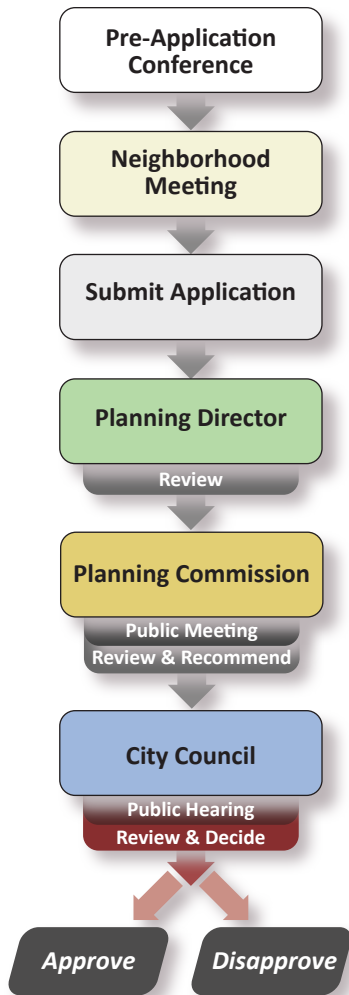 Pre-Application
Conference
Neighborhood
Meeting
Submit Application
Planning Director
Review
Planning Commission
Public Meeting
Review & Recommend
City Council
Public Hearing
Review & Decide
Approve
Disapprove